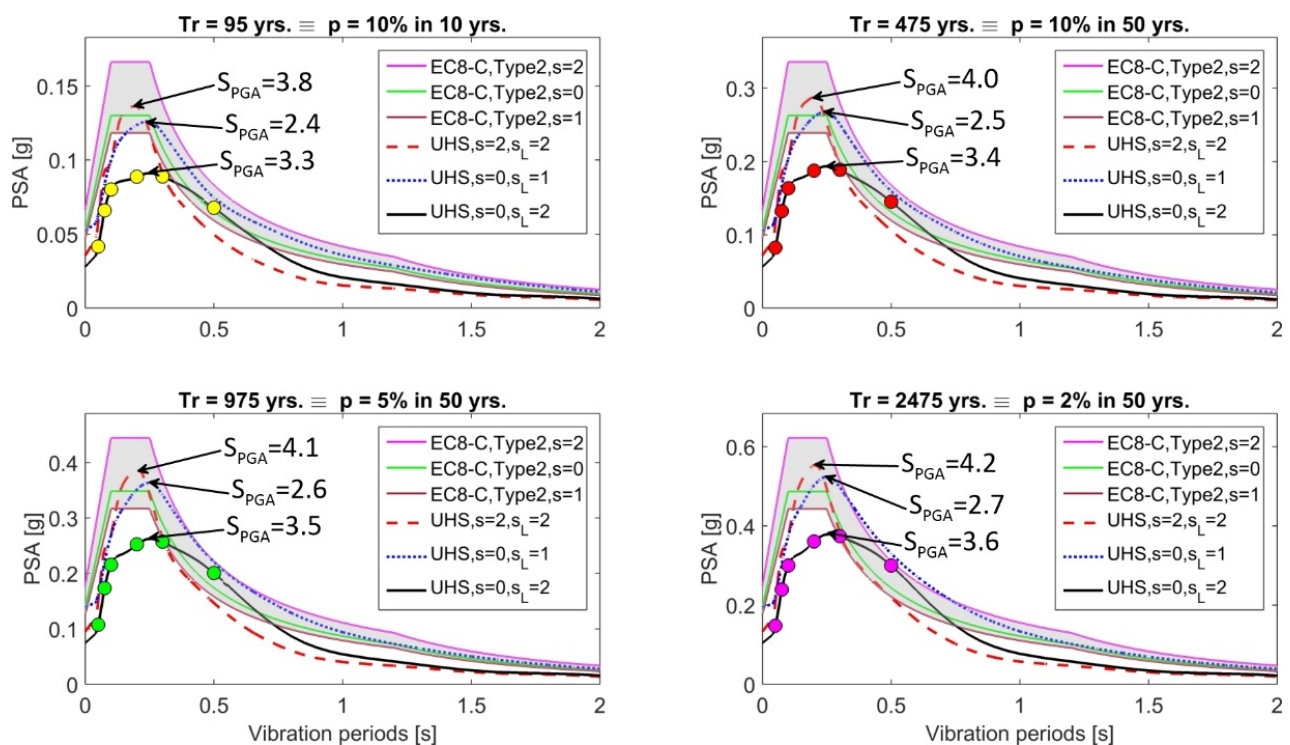 Tr = 95 yrs. ≡ p = 10% in 10 yrs.
PSA [g]
0.15
0.1
0.05
0
0 0.5 1 1.5 2
S_PGA=3.8
S_PGA=2.4
S_PGA=3.3
EC8-C,Type2,s=2
EC8-C,Type2,s=0
EC8-C,Type2,s=1
UHS,s=2,s_L=2
UHS,s=0,s_L=1
UHS,s=0,s_L=2
Tr = 475 yrs. ≡ p = 10% in 50 yrs.
PSA [g]
0.3
0.2
0.1
0
0 0.5 1 1.5 2
S_PGA=4.0
S_PGA=2.5
S_PGA=3.4
EC8-C,Type2,s=2
EC8-C,Type2,s=0
EC8-C,Type2,s=1
UHS,s=2,s_L=2
UHS,s=0,s_L=1
UHS,s=0,s_L=2
Tr = 975 yrs. ≡ p = 5% in 50 yrs.
PSA [g]
0.4
0.3
0.2
0.1
0
0 0.5 1 1.5 2
Vibration periods [s]
S_PGA=4.1
S_PGA=2.6
S_PGA=3.5
EC8-C,Type2,s=2
EC8-C,Type2,s=0
EC8-C,Type2,s=1
UHS,s=2,s_L=2
UHS,s=0,s_L=1
UHS,s=0,s_L=2
Tr = 2475 yrs. ≡ p = 2% in 50 yrs.
PSA [g]
0.6
0.4
0.2
0
0 0.5 1 1.5 2
Vibration periods [s]
S_PGA=4.2
S_PGA=2.7
S_PGA=3.6
EC8-C,Type2,s=2
EC8-C,Type2,s=0
EC8-C,Type2,s=1
UHS,s=2,s_L=2
UHS,s=0,s_L=1
UHS,s=0,s_L=2